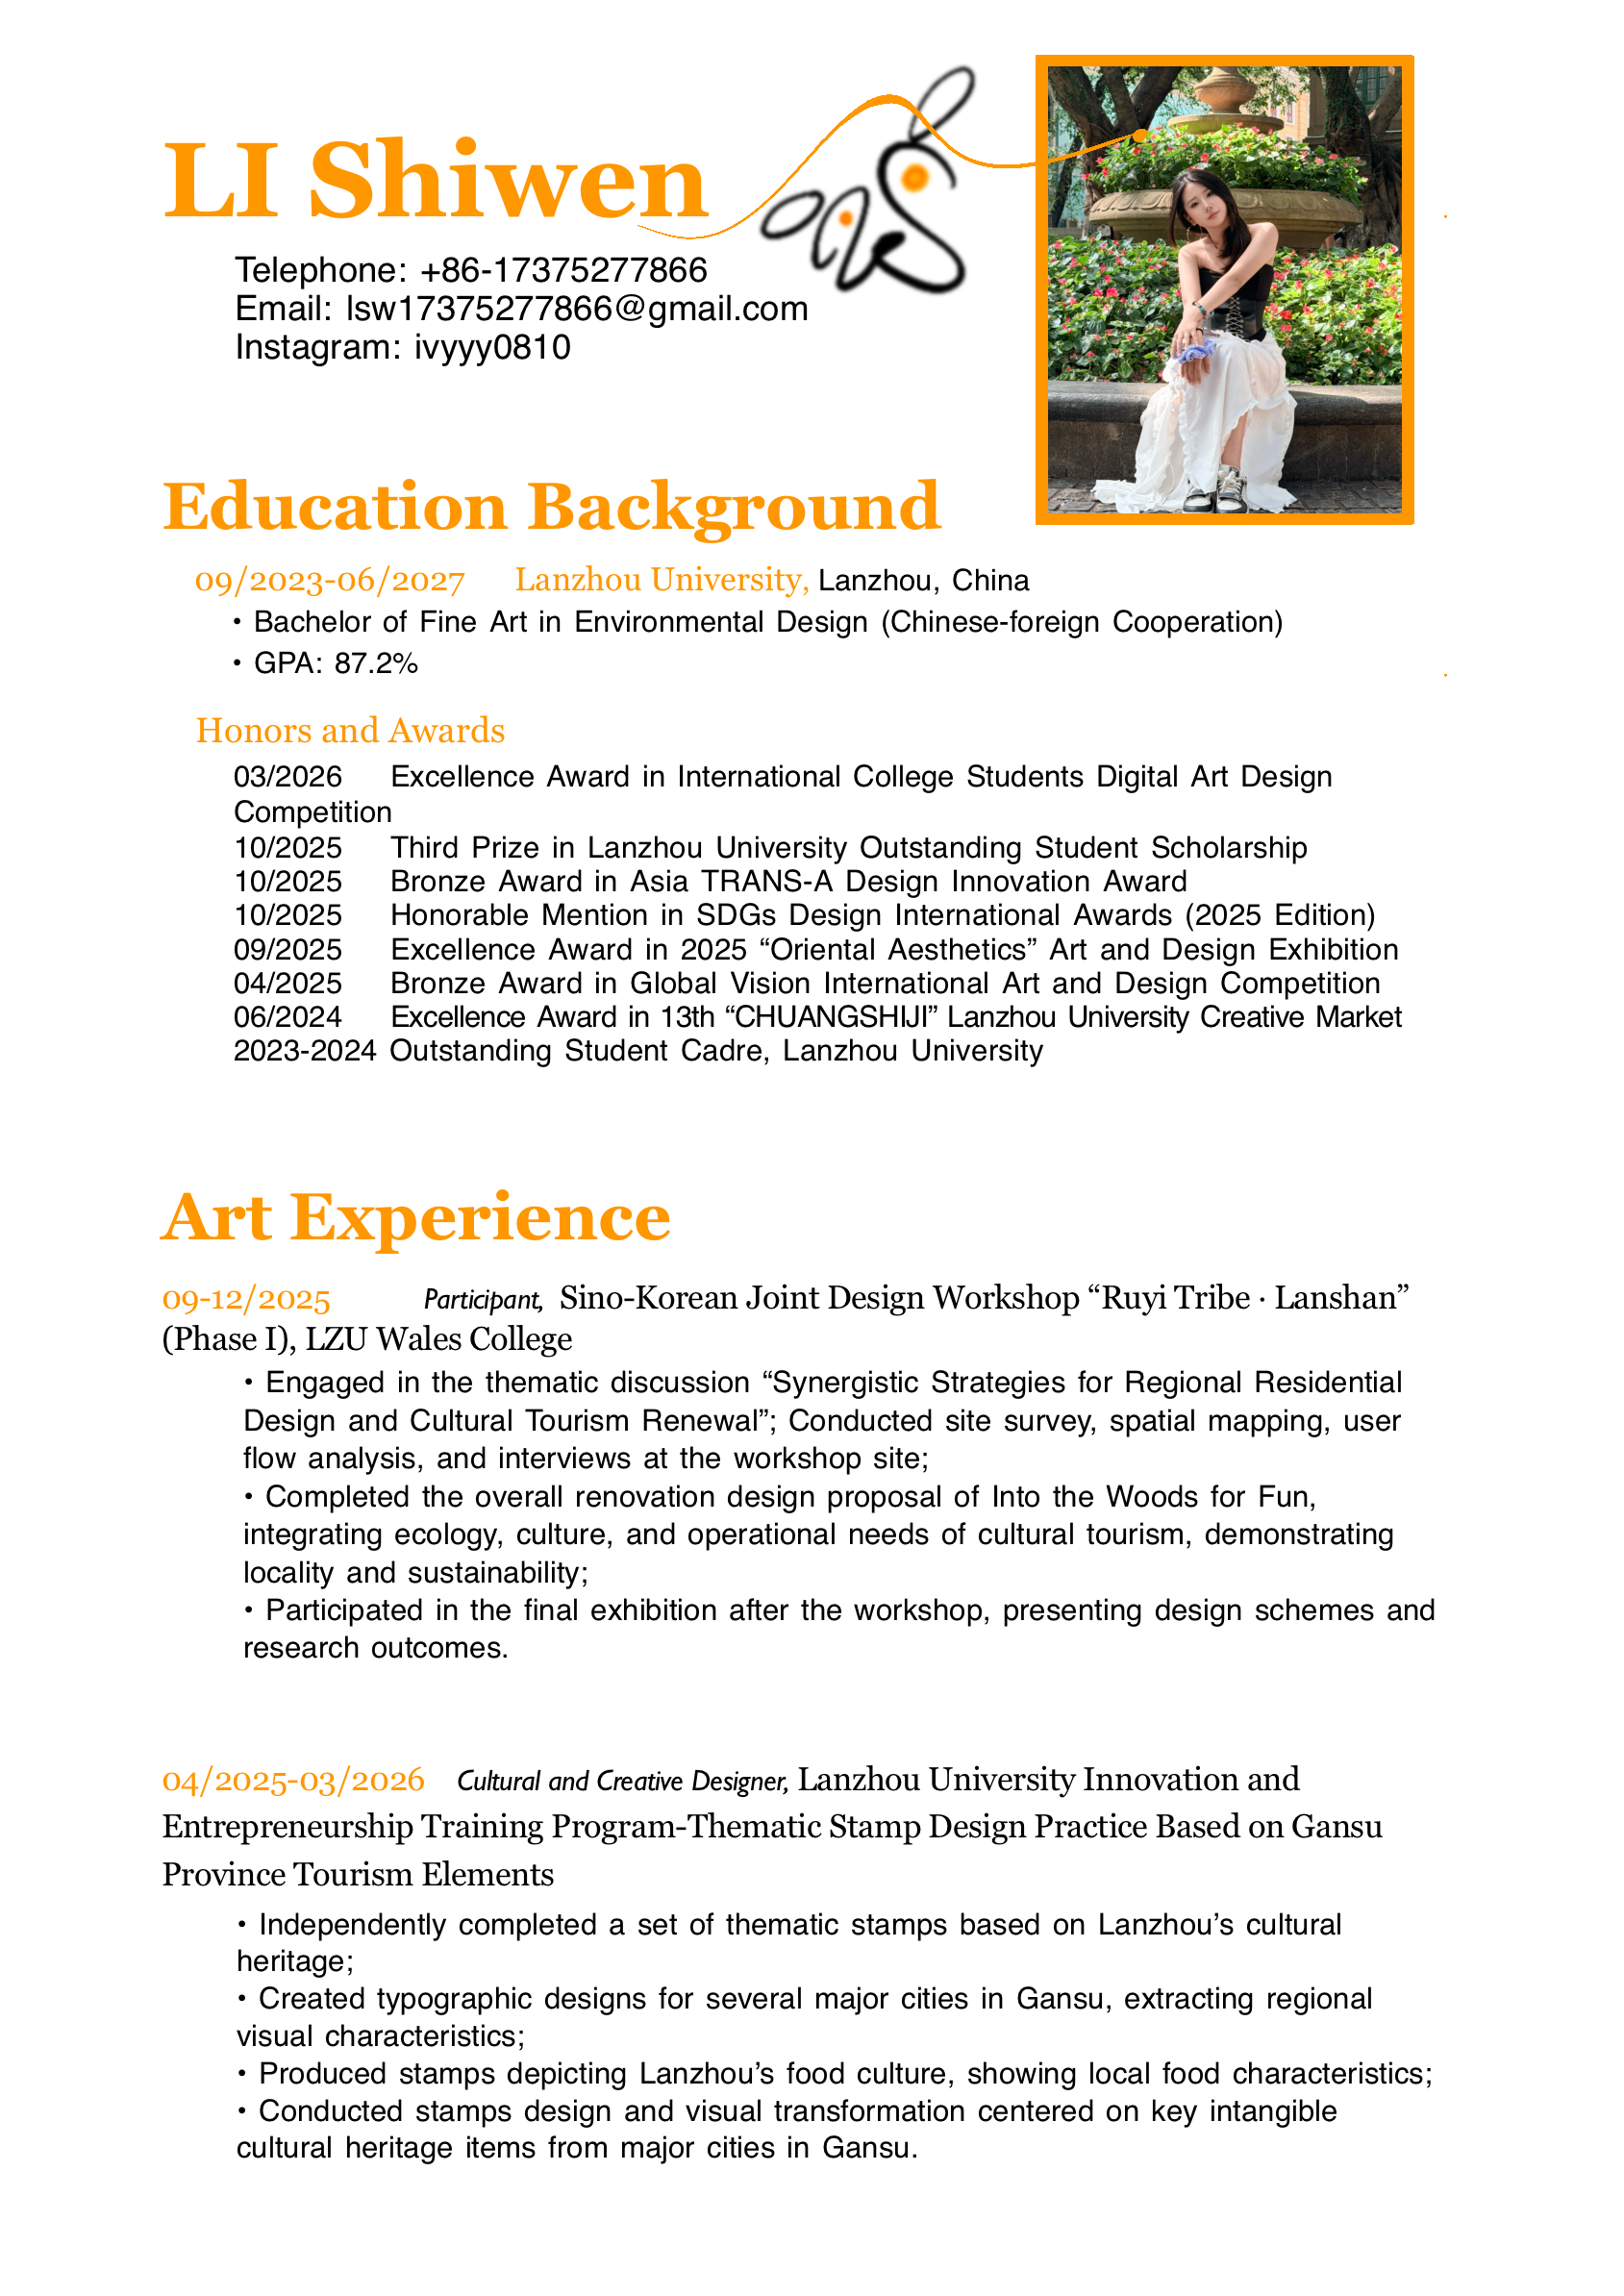 LI Shiwen
Telephone: +86-17375277866
Email: lsw17375277866@gmail.com
Instagram: ivyyy0810
Education Background
09/2023-06/2027 Lanzhou University, Lanzhou, China
• Bachelor of Fine Art in Environmental Design (Chinese-foreign Cooperation)
• GPA: 87.2%
Honors and Awards
03/2026 Excellence Award in International College Students Digital Art Design
Competition
10/2025 Third Prize in Lanzhou University Outstanding Student Scholarship
10/2025 Bronze Award in Asia TRANS-A Design Innovation Award
10/2025 Honorable Mention in SDGs Design International Awards (2025 Edition)
09/2025 Excellence Award in 2025 “Oriental Aesthetics” Art and Design Exhibition
04/2025 Bronze Award in Global Vision International Art and Design Competition
06/2024 Excellence Award in 13th “CHUANGSHIJI” Lanzhou University Creative Market
2023-2024 Outstanding Student Cadre, Lanzhou University
Art Experience
09-12/2025 Participant, Sino-Korean Joint Design Workshop “Ruyi Tribe · Lanshan”
(Phase I), LZU Wales College
• Engaged in the thematic discussion “Synergistic Strategies for Regional Residential
Design and Cultural Tourism Renewal”; Conducted site survey, spatial mapping, user
flow analysis, and interviews at the workshop site;
• Completed the overall renovation design proposal of Into the Woods for Fun,
integrating ecology, culture, and operational needs of cultural tourism, demonstrating
locality and sustainability;
• Participated in the final exhibition after the workshop, presenting design schemes and
research outcomes.
04/2025-03/2026 Cultural and Creative Designer, Lanzhou University Innovation and
Entrepreneurship Training Program-Thematic Stamp Design Practice Based on Gansu
Province Tourism Elements
• Independently completed a set of thematic stamps based on Lanzhou’s cultural
heritage;
• Created typographic designs for several major cities in Gansu, extracting regional
visual characteristics;
• Produced stamps depicting Lanzhou’s food culture, showing local food characteristics;
• Conducted stamps design and visual transformation centered on key intangible
cultural heritage items from major cities in Gansu.